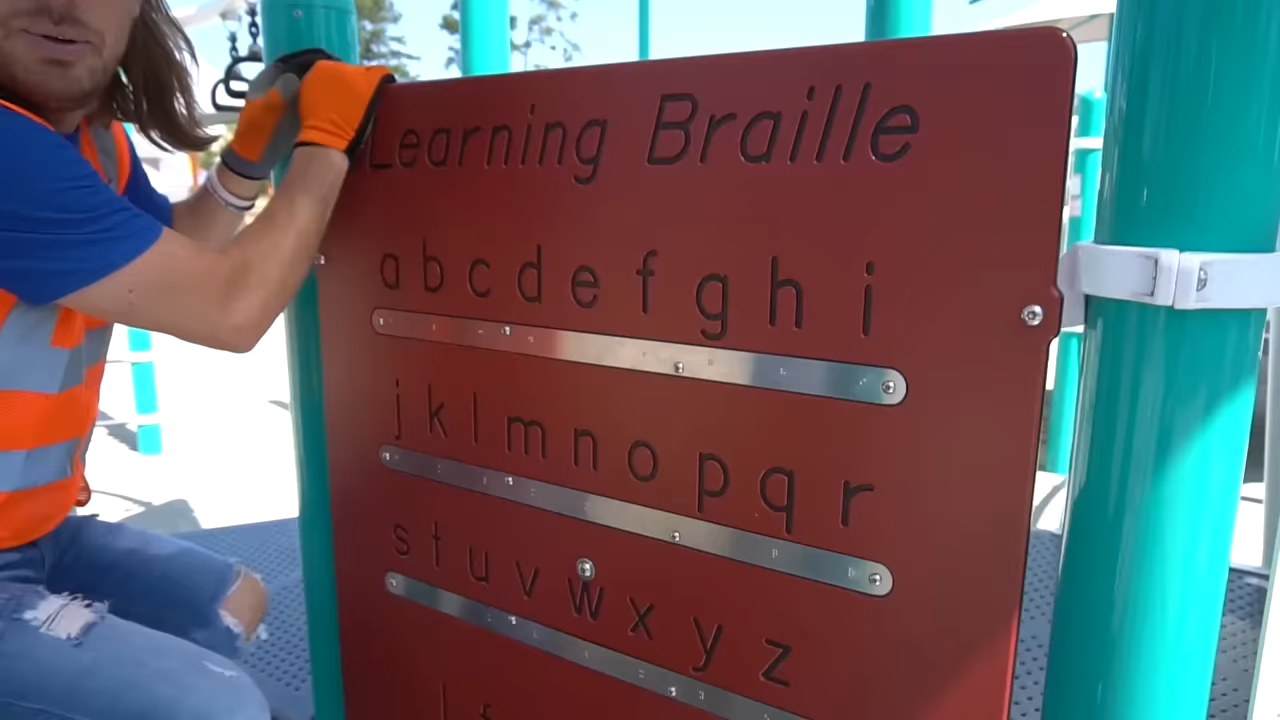 Learning Braille
a b c d e f g h i
j k l m n o p q r
s t u v w x y z